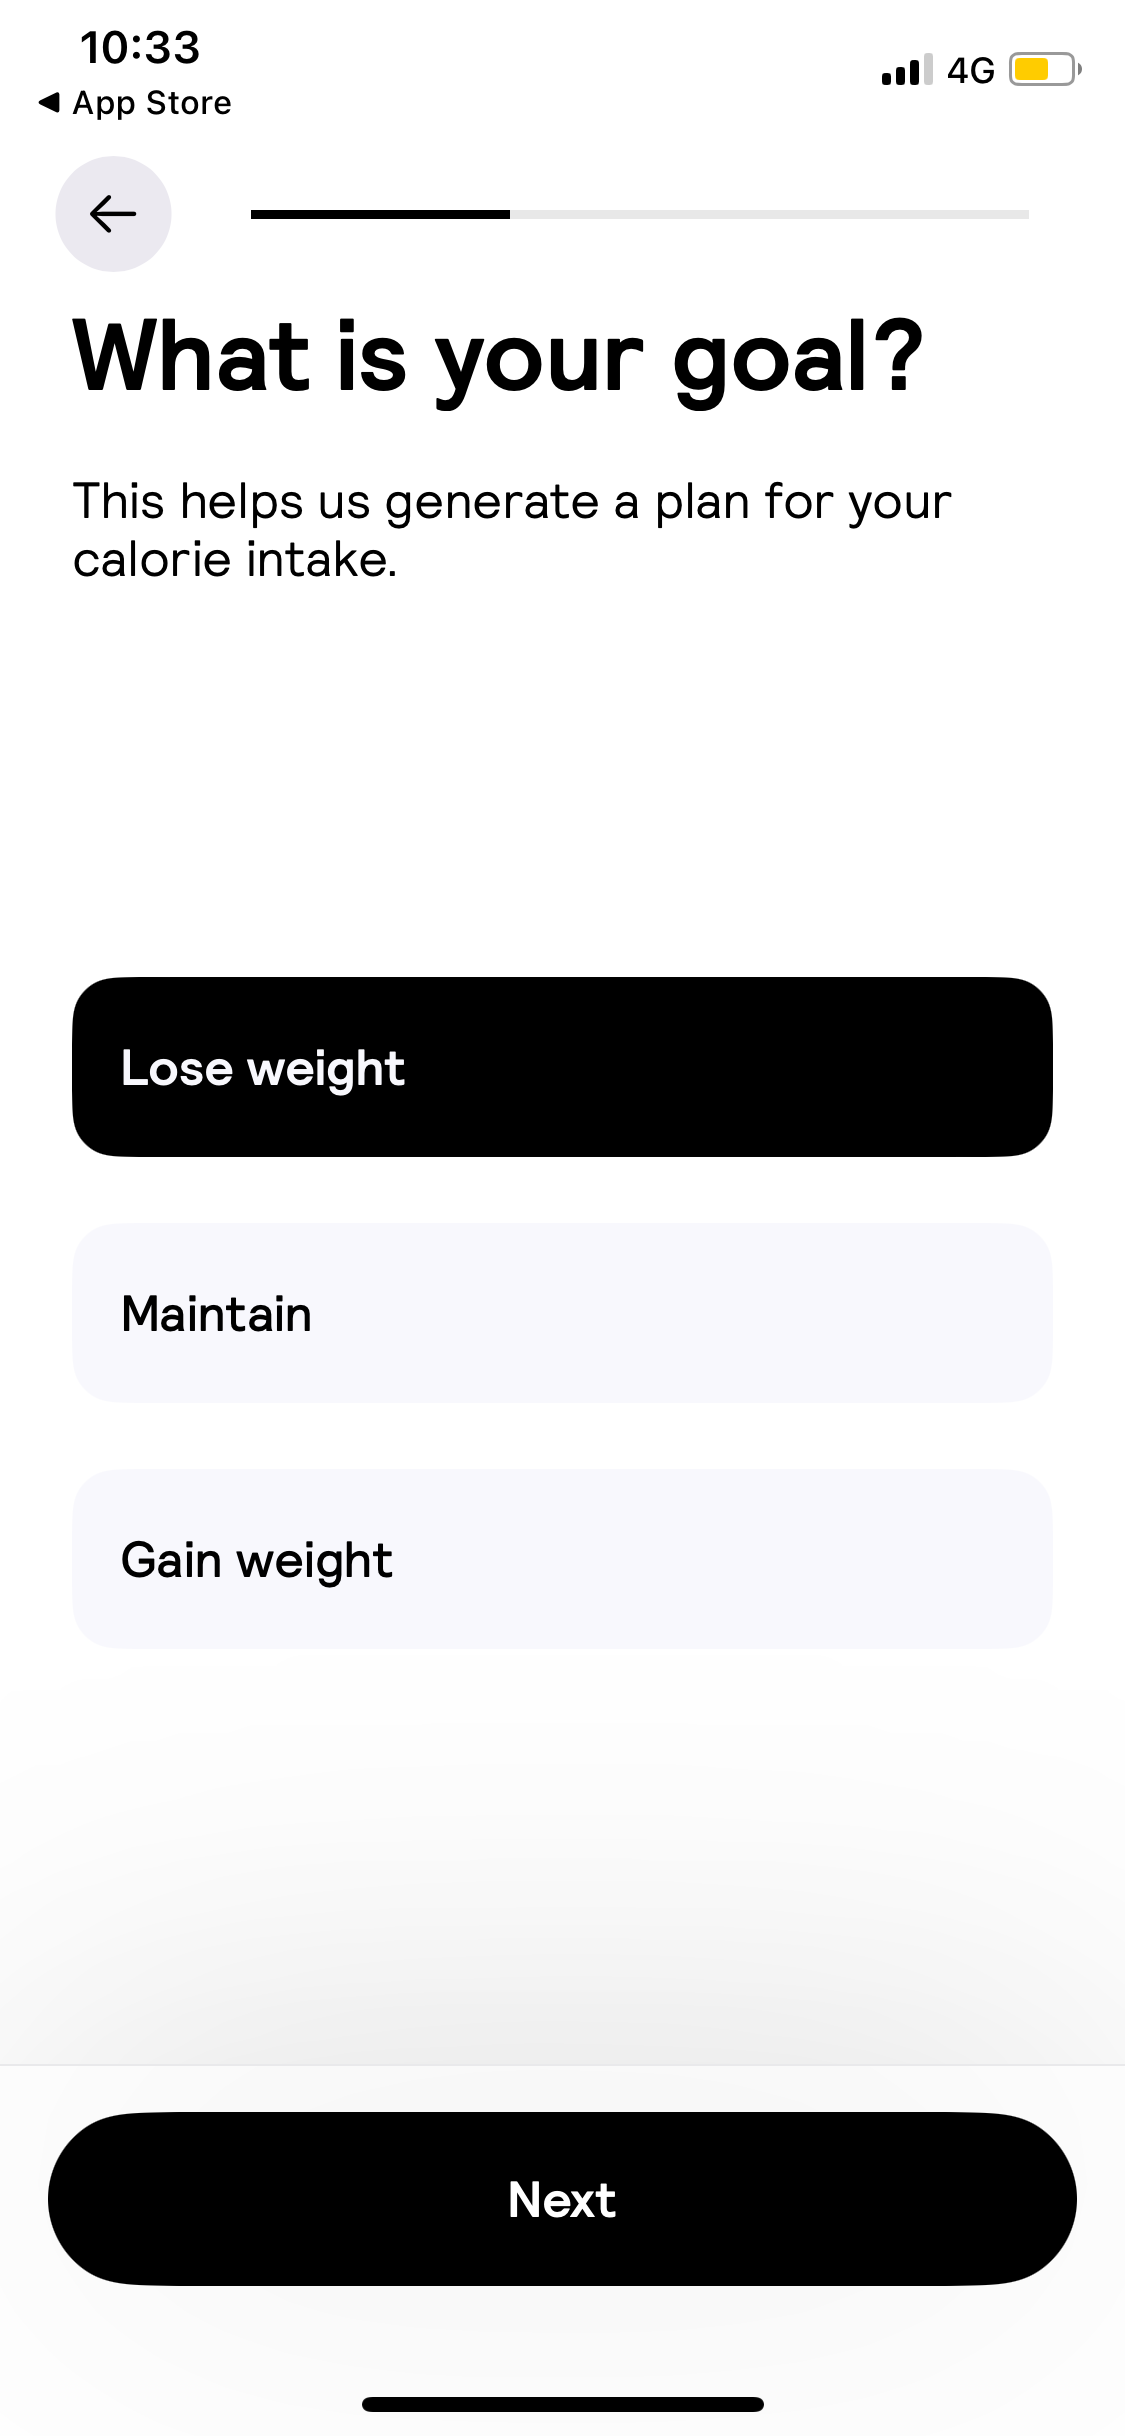 10:33
4G
App Store
What is your goal?
This helps us generate a plan for your
calorie intake.
Lose weight
Maintain
Gain weight
Next